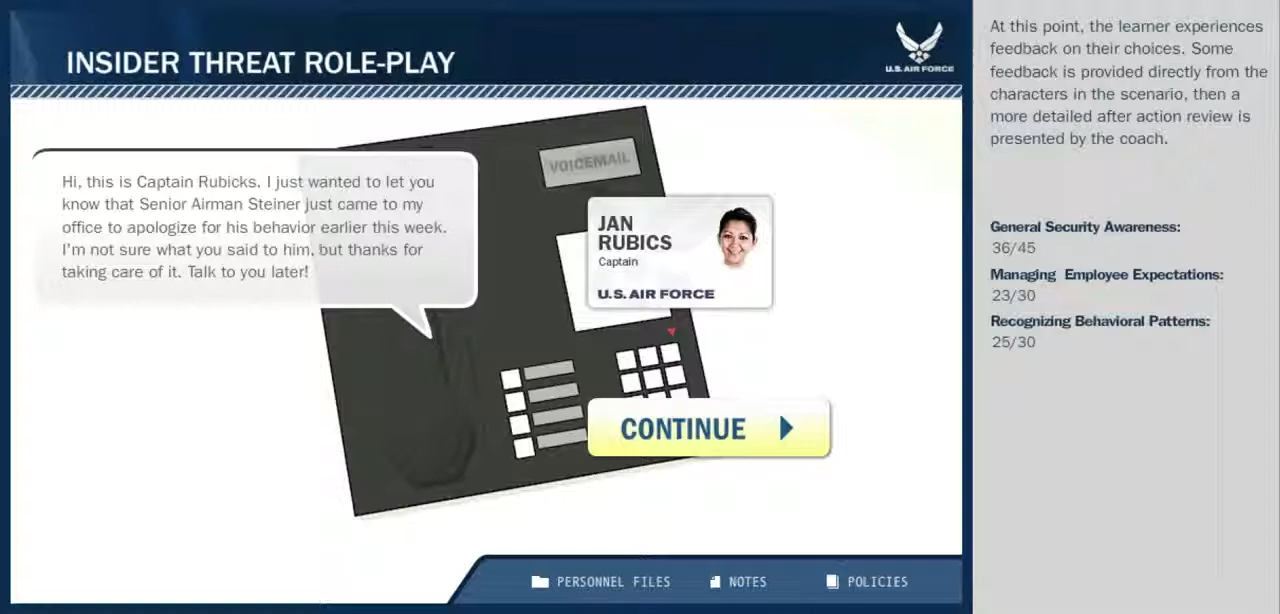 INSIDER THREAT ROLE-PLAY
U.S. AIR FORCE
VOICEMAIL
Hi, this is Captain Rubicks. I just wanted to let you
know that Senior Airman Steiner just came to my
office to apologize for his behavior earlier this week.
I'm not sure what you said to him, but thanks for
taking care of it. Talk to you later!
JAN
RUBICS
Captain
U.S. AIR FORCE
CONTINUE
PERSONNEL FILES
NOTES
POLICIES
At this point, the learner experiences
feedback on their choices. Some
feedback is provided directly from the
characters in the scenario, then a
more detailed after action review is
presented by the coach.
General Security Awareness:
36/45
Managing Employee Expectations:
23/30
Recognizing Behavioral Patterns:
25/30